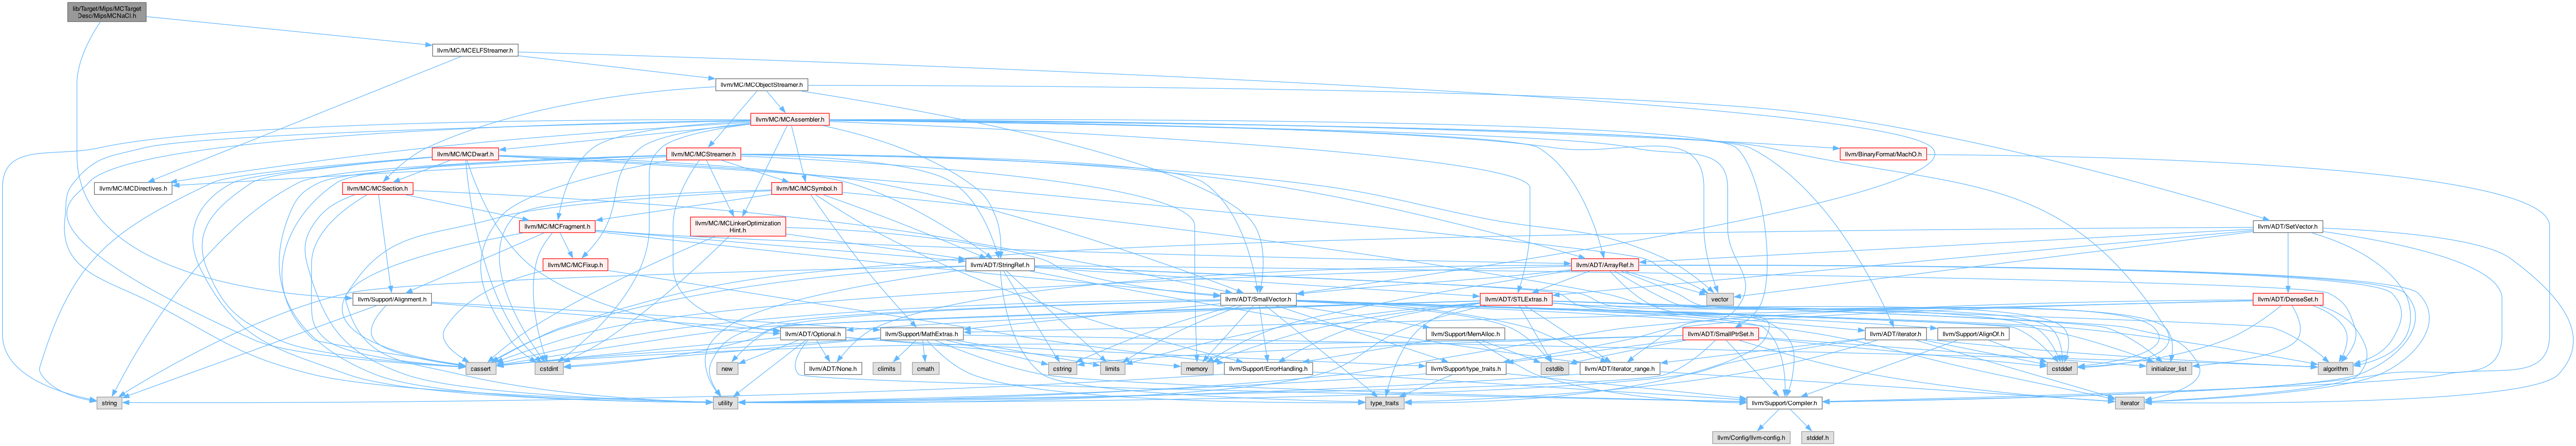 lib/Target/Mips/MCTarget
Desc/MipsMCNaCl.h
llvm/MC/MCELFStreamer.h
llvm/MC/MCObjectStreamer.h
llvm/MC/MCAssembler.h
llvm/MC/MCDwarf.h
llvm/MC/MCStreamer.h
llvm/BinaryFormat/MachO.h
llvm/MC/MCDirectives.h
llvm/MC/MCSection.h
llvm/MC/MCSymbol.h
llvm/MC/MCFragment.h
llvm/MC/MCLinkerOptimization
Hint.h
llvm/ADT/SetVector.h
llvm/MC/MCFixup.h
llvm/ADT/StringRef.h
llvm/ADT/ArrayRef.h
llvm/Support/Alignment.h
llvm/ADT/SmallVector.h
llvm/ADT/STLExtras.h
vector
llvm/ADT/DenseSet.h
llvm/ADT/Optional.h
llvm/Support/MathExtras.h
llvm/Support/MemAlloc.h
llvm/ADT/SmallPtrSet.h
llvm/ADT/iterator.h
llvm/Support/AlignOf.h
cassert
cstdint
new
llvm/ADT/None.h
climits
cmath
cstring
limits
memory
llvm/Support/ErrorHandling.h
llvm/Support/type_traits.h
cstdlib
llvm/ADT/iterator_range.h
cstddef
initializer_list
algorithm
string
utility
type_traits
llvm/Support/Compiler.h
iterator
llvm/Config/llvm-config.h
stddef.h